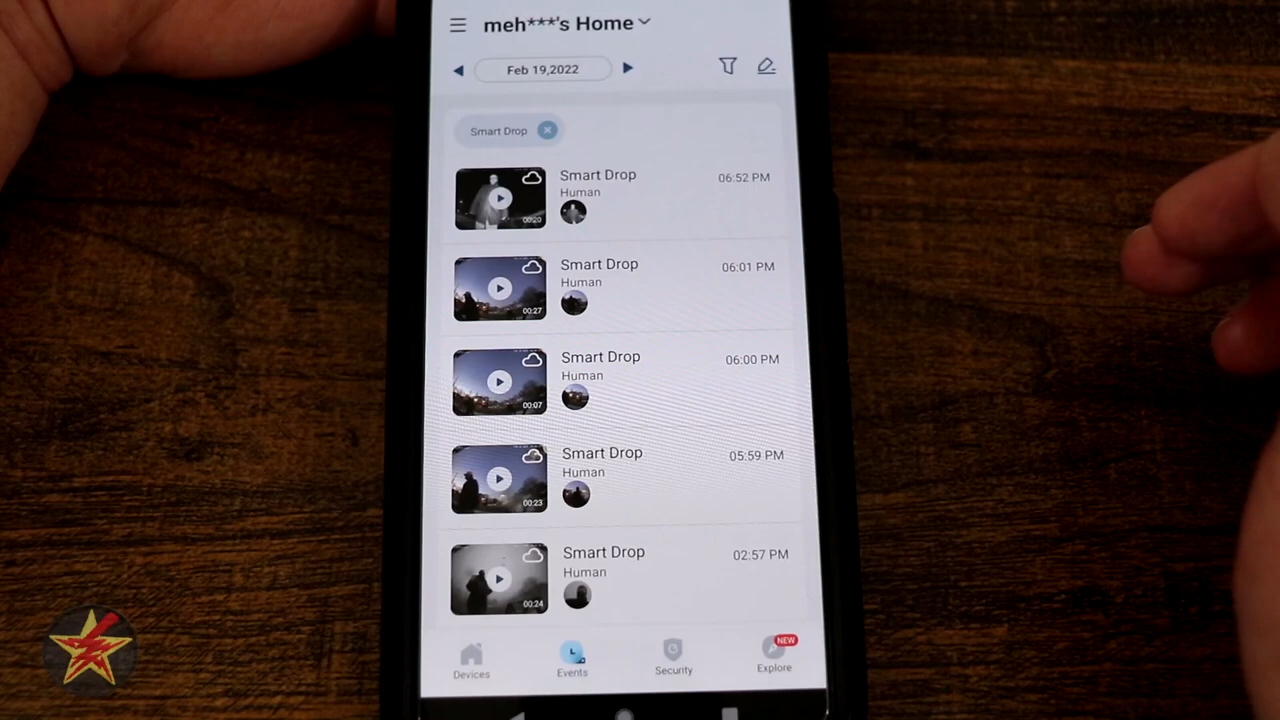 meh***'s Home
Feb 19,2022
Smart Drop
Smart Drop
06:52 PM
Human
00:20
Smart Drop
06:01 PM
Human
00:27
Smart Drop
06:00 PM
Human
00:07
Smart Drop
05:59 PM
Human
00:23
Smart Drop
02:57 PM
Human
00:24
NEW
Devices
Events
Security
Explore